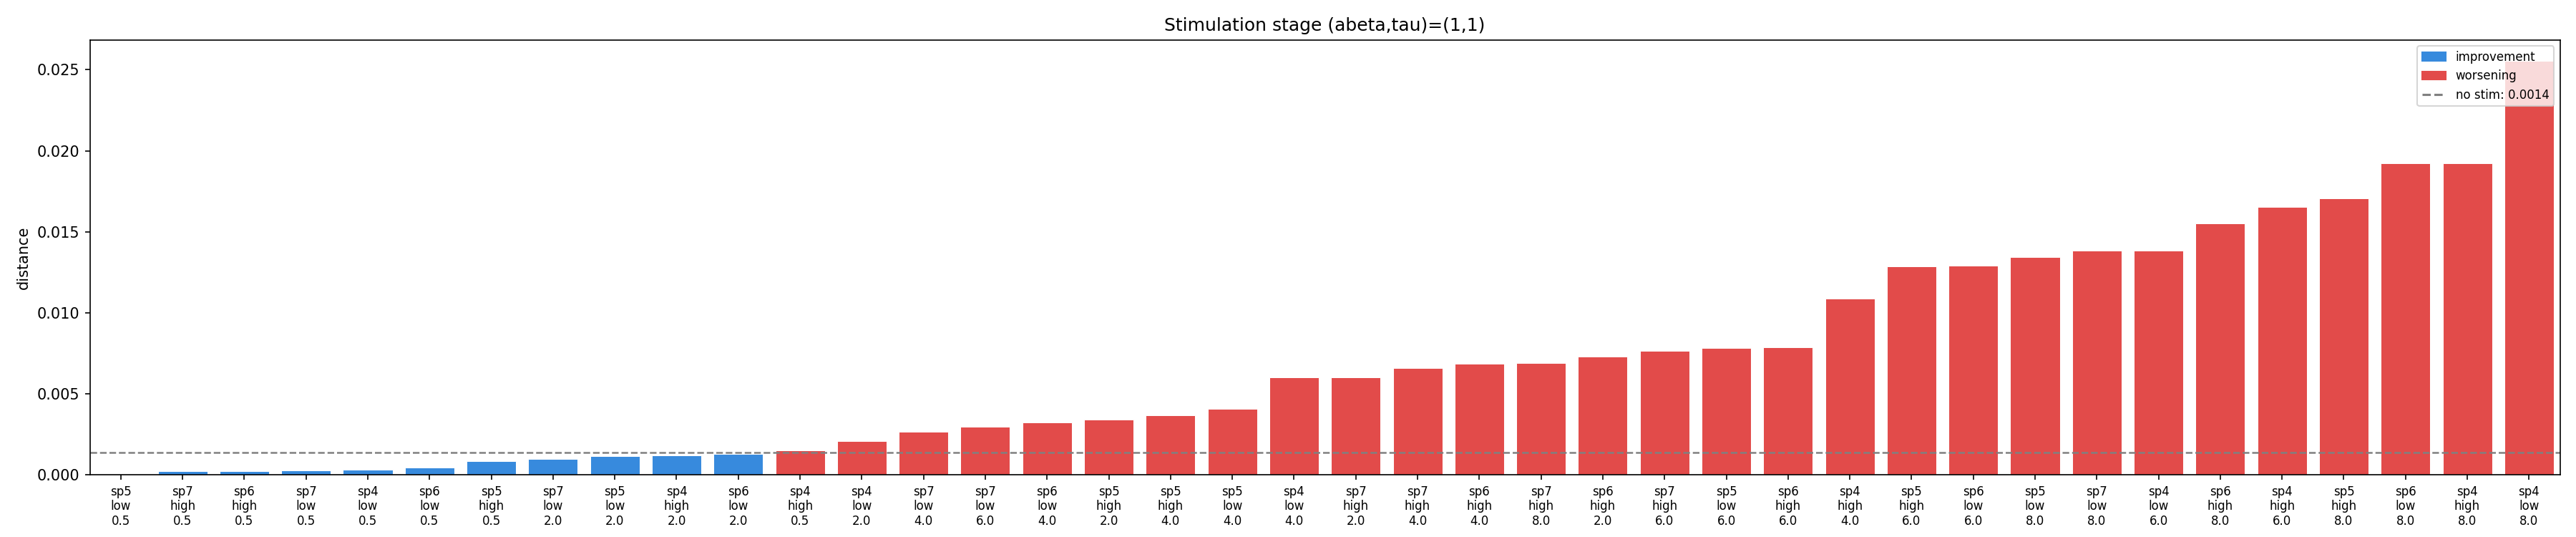 Stimulation stage (abeta,tau)=(1,1)
improvement
worsening
no stim: 0.0014
distance
0.025
0.020
0.015
0.010
0.005
0.000
sp5 sp7 sp6 sp7 sp4 sp6 sp5 sp7 sp5 sp4 sp6 sp4 sp4 sp7 sp7 sp6 sp5 sp5 sp5 sp4 sp7 sp7 sp6 sp7 sp6 sp7 sp5 sp6 sp4 sp5 sp6 sp5 sp7 sp4 sp6 sp4 sp5 sp6 sp4 sp4
low high high low low low high low low high low high low low low low high high low low high high high high high high low high high high low low low low high high high low high low
0.5 0.5 0.5 0.5 0.5 0.5 0.5 2.0 2.0 2.0 2.0 0.5 2.0 4.0 6.0 4.0 2.0 4.0 4.0 4.0 2.0 4.0 4.0 8.0 2.0 6.0 6.0 6.0 4.0 6.0 6.0 8.0 8.0 6.0 8.0 6.0 8.0 8.0 8.0 8.0